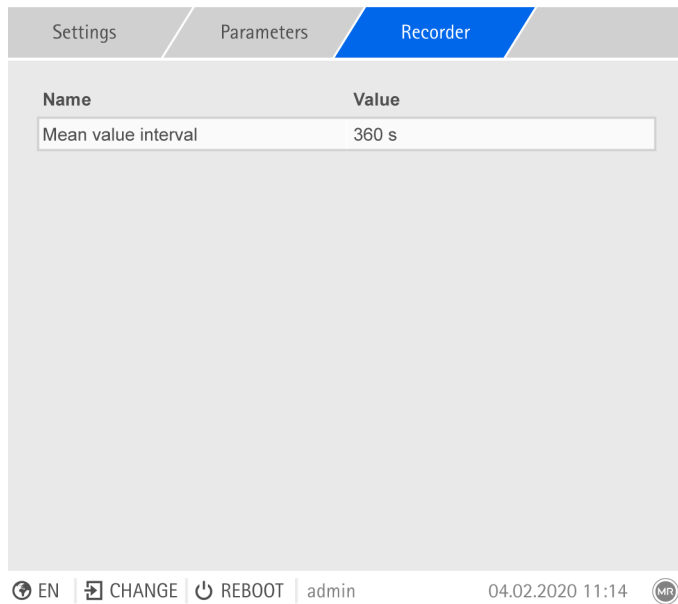 Settings Parameters Recorder
Name Value
Mean value interval 360 s
EN CHANGE REBOOT admin 04.02.2020 11:14 MR